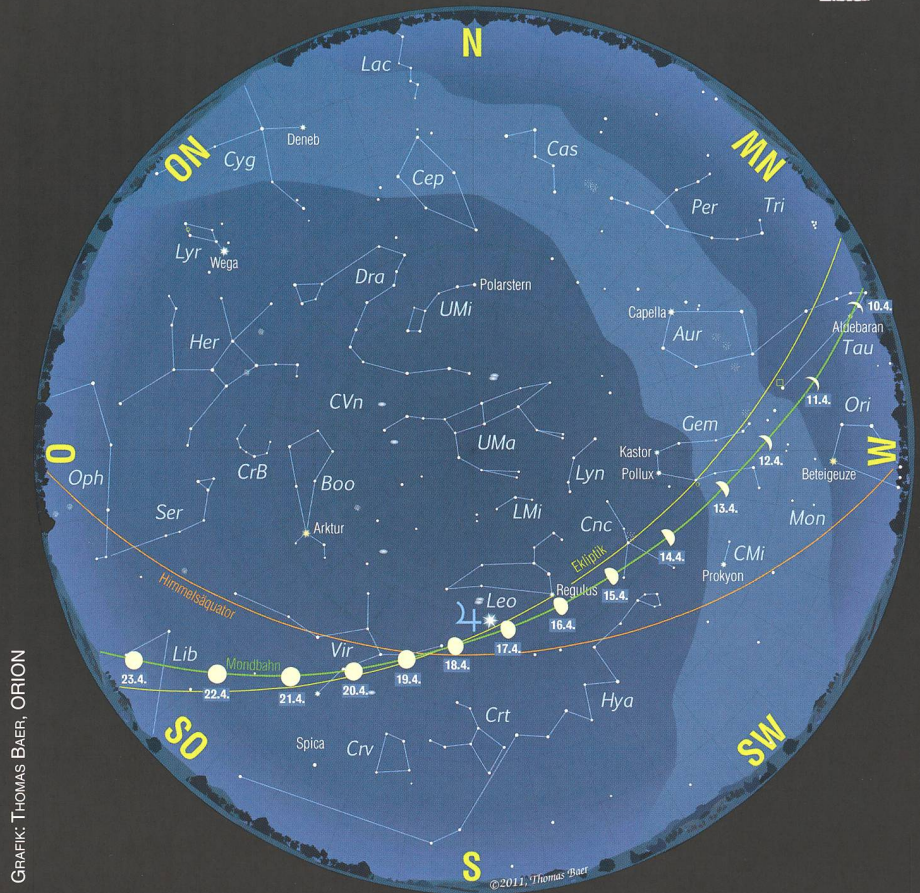 N
Lac
NO
Deneb
Cyg
Cas
NW
Cep
Per
Tri
Lyr
Wega
Dra
Polarstern
UMi
Capella
Aur
10.4.
Aldebaran
Tau
Her
11.4.
CVn
Ori
Gem
UMa
12.4.
O
Kastor
W
CrB
Pollux
Beteigeuze
Oph
Boo
Lyn
13.4.
Ser
LMi
Mon
Arktur
Cnc
14.4.
CMi
Ekliptik
Prokyon
Himmelsäquator
Regulus
15.4.
♃
Leo
16.4.
17.4.
Vir
Lib
Mondbahn
18.4.
23.4.
19.4.
22.4.
21.4.
20.4.
Hya
Crt
SO
Spica
Crv
SW
S
©2011, Thomas Baer
GRAFIK: THOMAS BAER, ORION